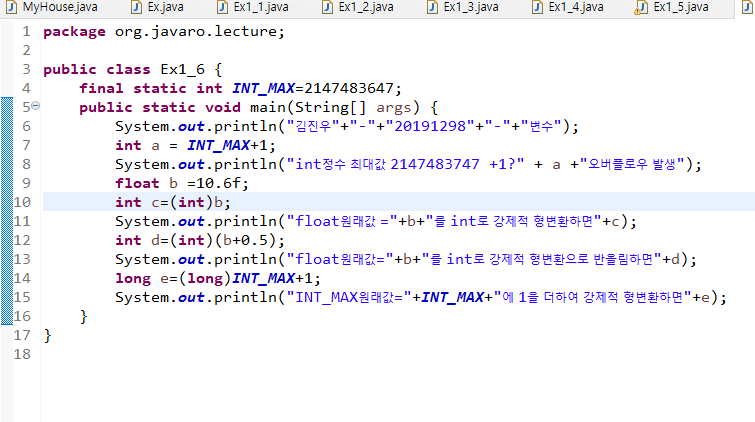 MyHouse.java Ex.java Ex1_1.java Ex1_2.java Ex1_3.java Ex1_4.java Ex1_5.java
1 package org.javaro.lecture;
2
3 public class Ex1_6 {
4 final static int INT_MAX=2147483647;
5 public static void main(String[] args) {
6 System.out.println("김진우"+"-"+"20191298"+"-"+"변수");
7 int a = INT_MAX+1;
8 System.out.println("int정수 최대값 2147483747 +1?" + a +"오버플로우 발생");
9 float b =10.6f;
10 int c=(int)b;
11 System.out.println("float원래값 ="+b+"를 int로 강제적 형변환하면"+c);
12 int d=(int)(b+0.5);
13 System.out.println("float원래값="+b+"를 int로 강제적 형변환으로 반올림하면"+d);
14 long e=(long)INT_MAX+1;
15 System.out.println("INT_MAX원래값="+INT_MAX+"에 1을 더하여 강제적 형변환하면"+e);
16 }
17 }
18